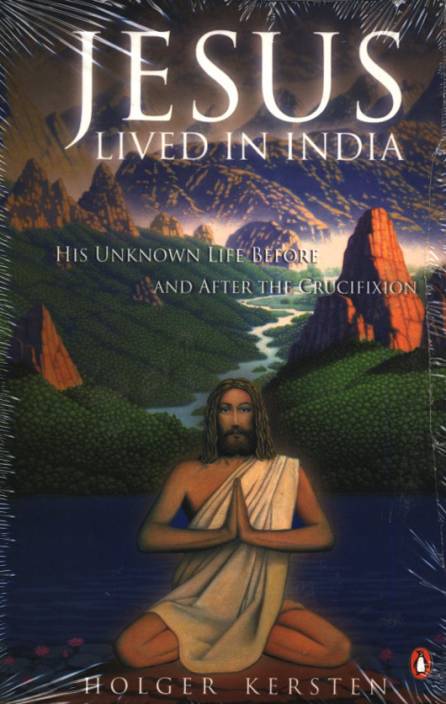 JESUS
LIVED IN INDIA
HIS UNKNOWN LIFE BEFORE
AND AFTER THE CRUCIFIXION
HOLGER KERSTEN